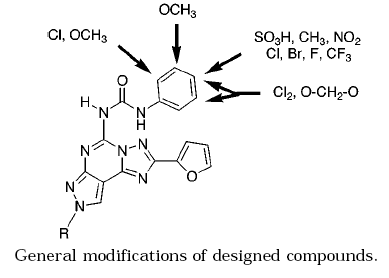 OCH₃
Cl, OCH₃
SO₃H, CH₃, NO₂
Cl, Br, F, CF₃
Cl₂, O-CH₂-O
O
N
H
N
H
N
N
N
N
N
N
O
N
R
General modifications of designed compounds.